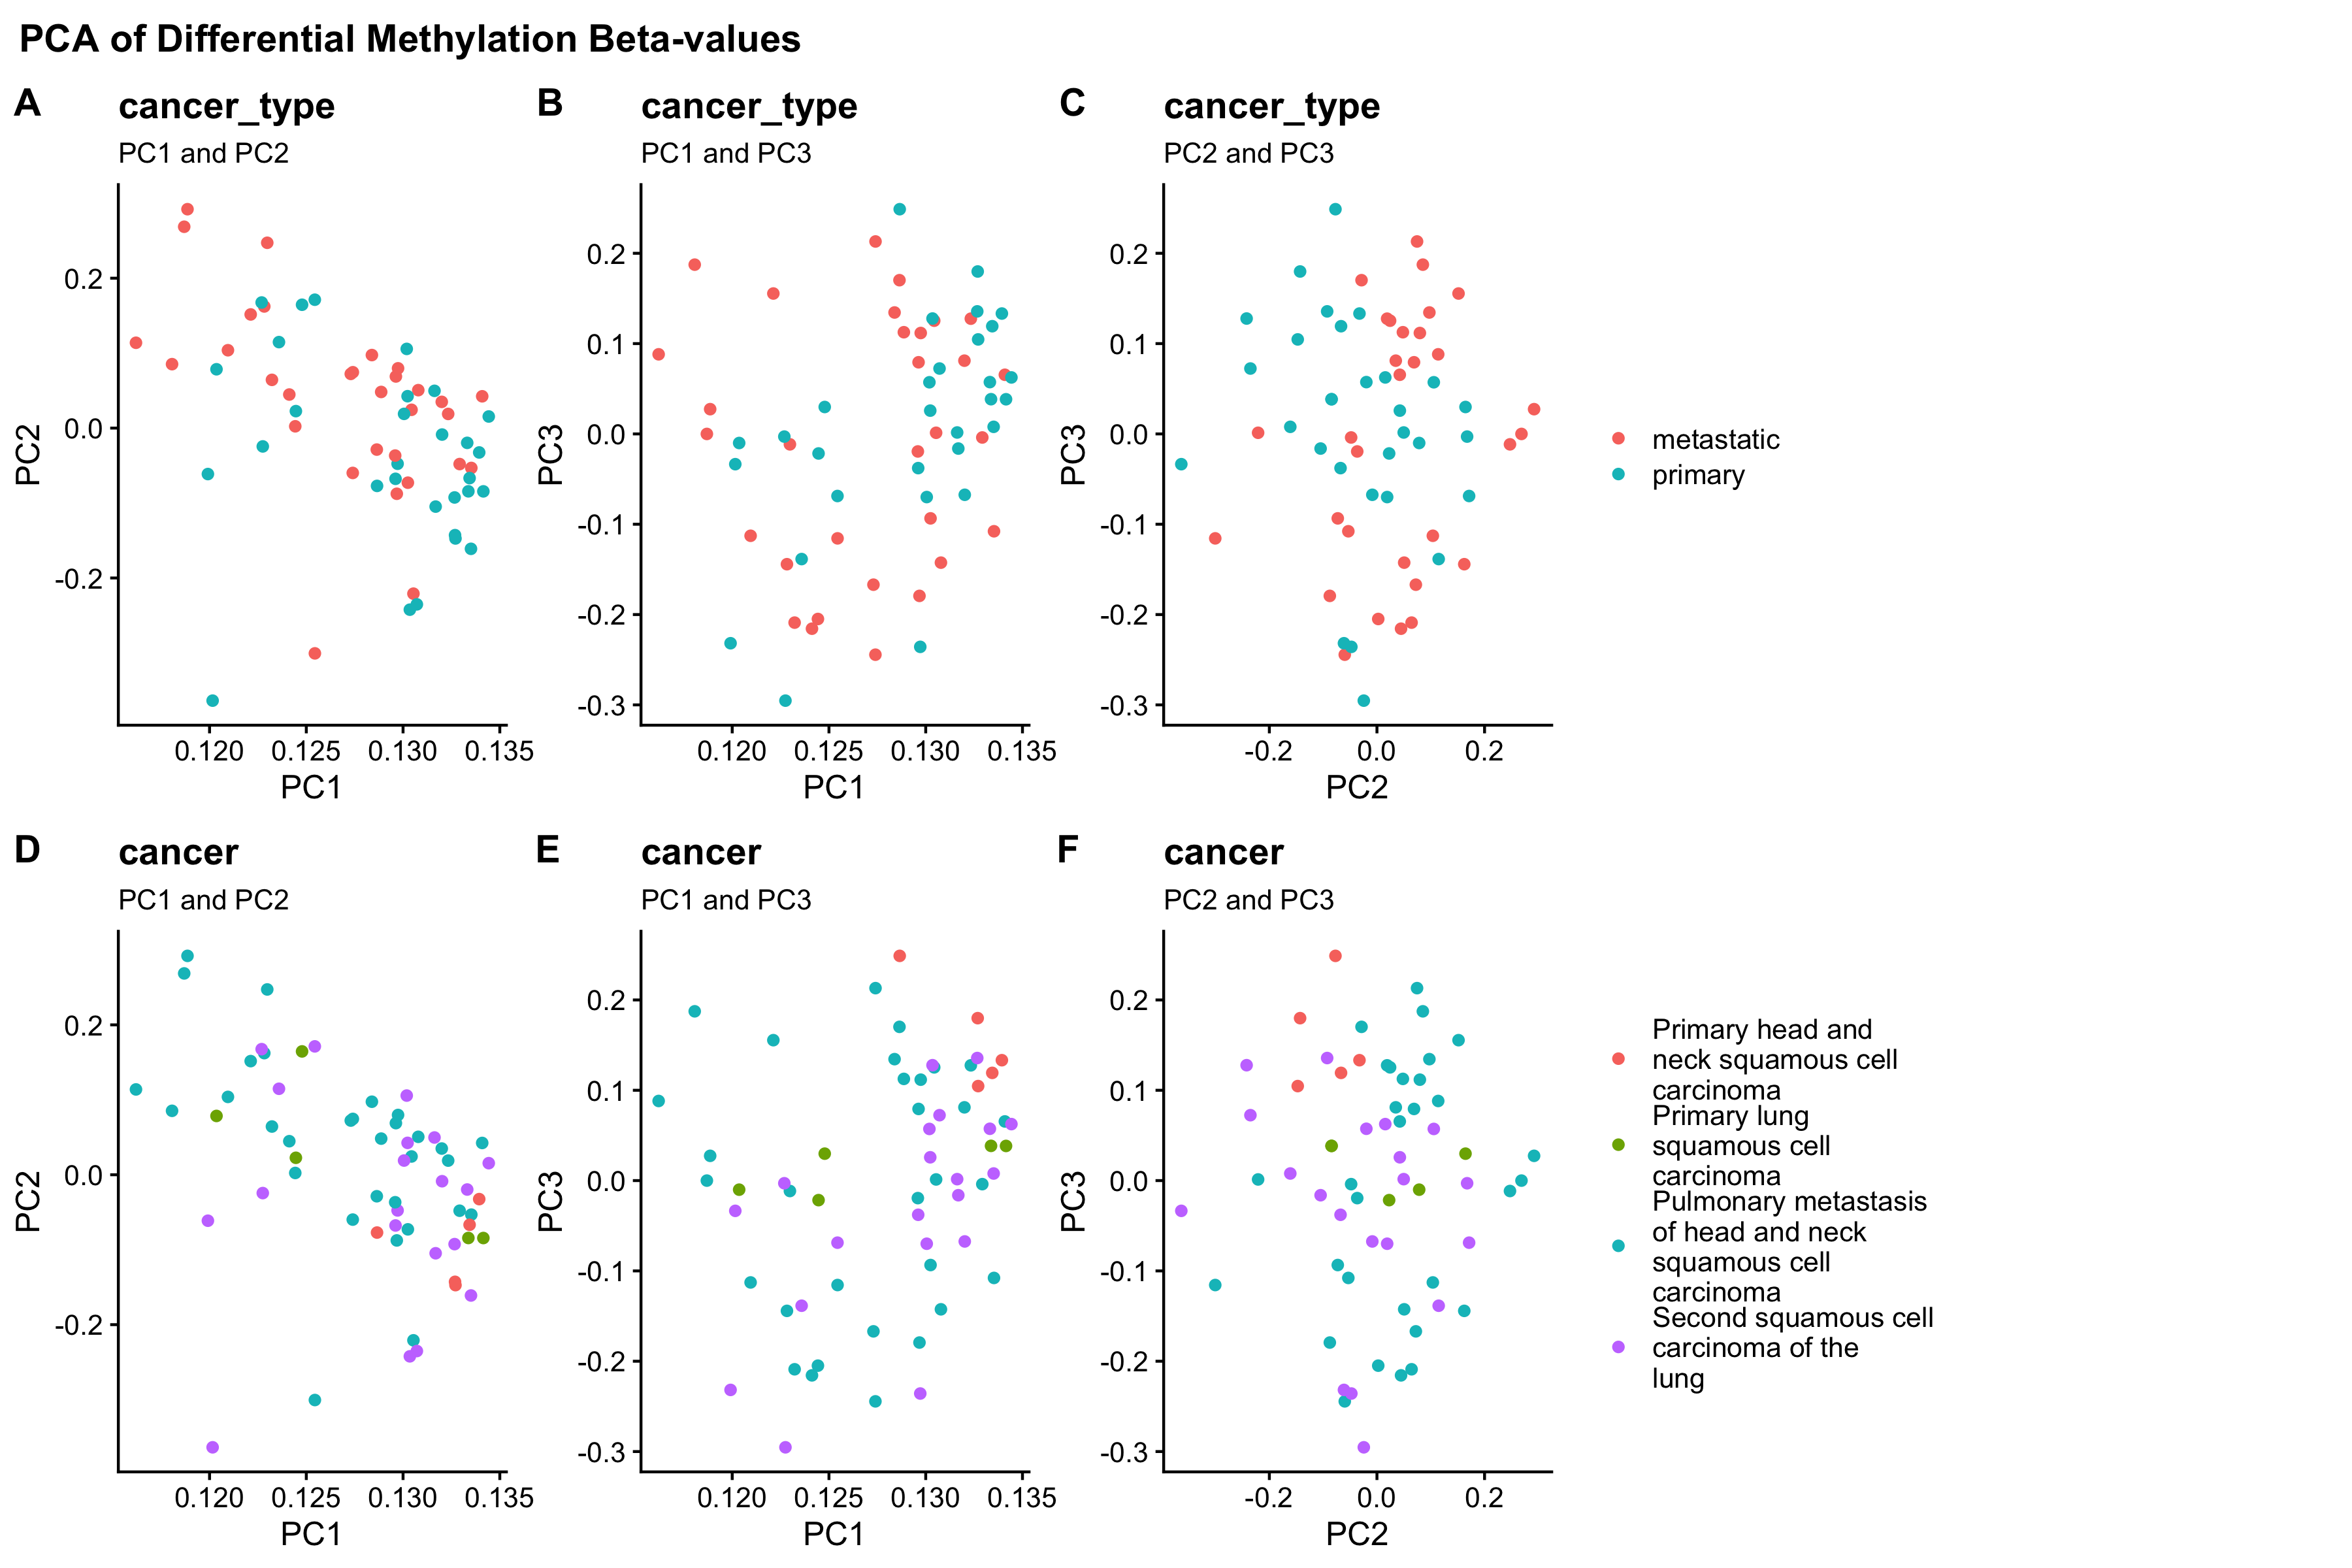 PCA of Differential Methylation Beta-values
A
cancer_type
PC1 and PC2
PC2
0.2
0.0
-0.2
0.120 0.125 0.130 0.135
PC1
B
cancer_type
PC1 and PC3
PC3
0.2
0.1
0.0
-0.1
-0.2
-0.3
0.120 0.125 0.130 0.135
PC1
C
cancer_type
PC2 and PC3
PC3
0.2
0.1
0.0
-0.1
-0.2
-0.3
-0.2 0.0 0.2
PC2
metastatic
primary
D
cancer
PC1 and PC2
PC2
0.2
0.0
-0.2
0.120 0.125 0.130 0.135
PC1
E
cancer
PC1 and PC3
PC3
0.2
0.1
0.0
-0.1
-0.2
-0.3
0.120 0.125 0.130 0.135
PC1
F
cancer
PC2 and PC3
PC3
0.2
0.1
0.0
-0.1
-0.2
-0.3
-0.2 0.0 0.2
PC2
Primary head and
neck squamous cell
carcinoma
Primary lung
squamous cell
carcinoma
Pulmonary metastasis
of head and neck
squamous cell
carcinoma
Second squamous cell
carcinoma of the
lung